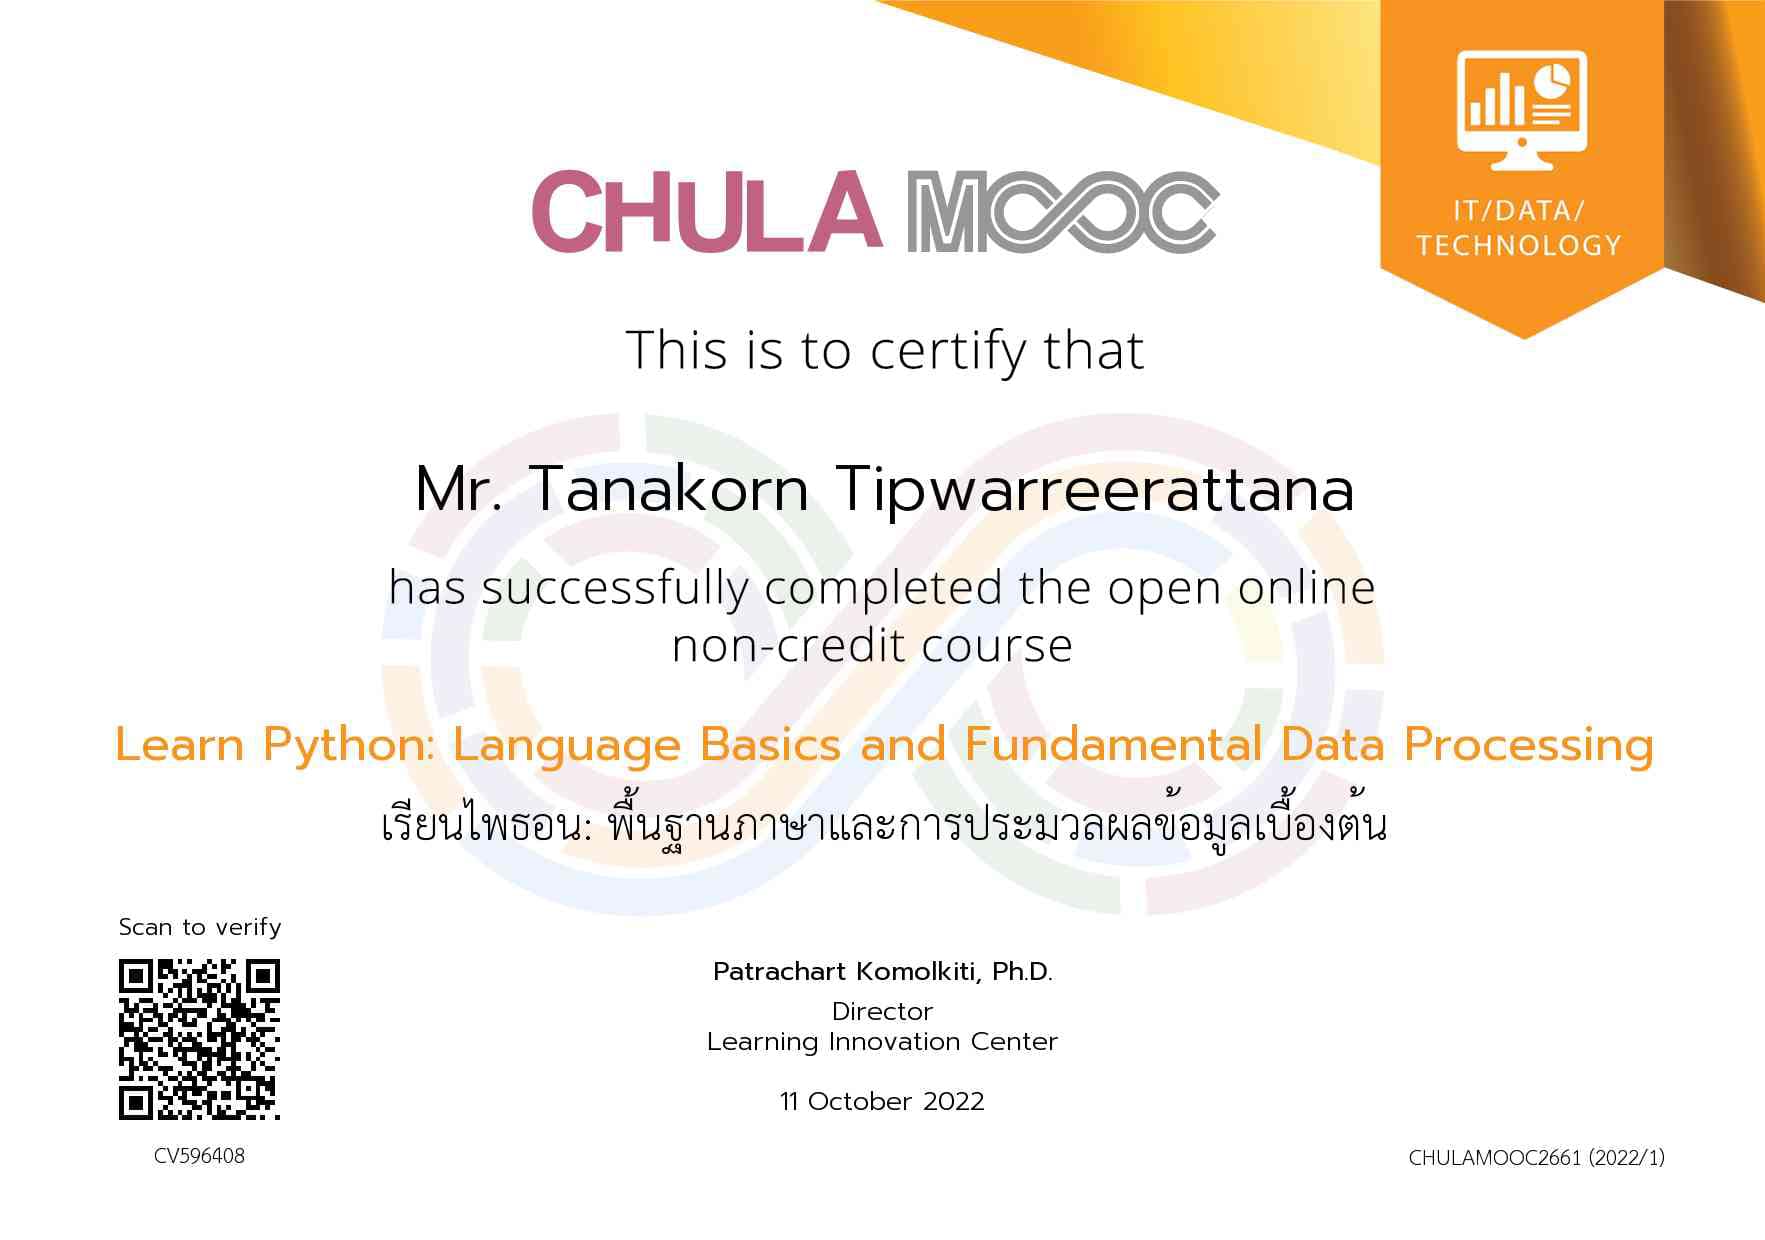 CHULA MOOC
IT/DATA/
TECHNOLOGY
This is to certify that
Mr. Tanakorn Tipwarreerattana
has successfully completed the open online
non-credit course
Learn Python: Language Basics and Fundamental Data Processing
เรียนไพธอน: พื้นฐานภาษาและการประมวลผลข้อมูลเบื้องต้น
Scan to verify
CV596408
Patrachart Komolkiti, Ph.D.
Director
Learning Innovation Center
11 October 2022
CHULAMOOC2661 (2022/1)